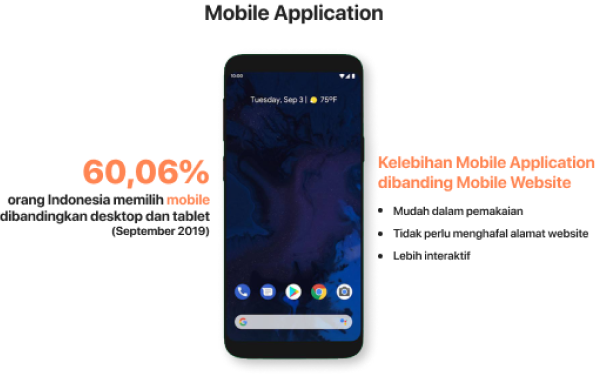 Mobile Application
10:00
Tuesday, Sep 3 | 75°F
60,06%
orang Indonesia memilih mobile
dibandingkan desktop dan tablet
(September 2019)
Kelebihan Mobile Application
dibanding Mobile Website
• Mudah dalam pemakaian
• Tidak perlu menghafal alamat website
• Lebih interaktif
G